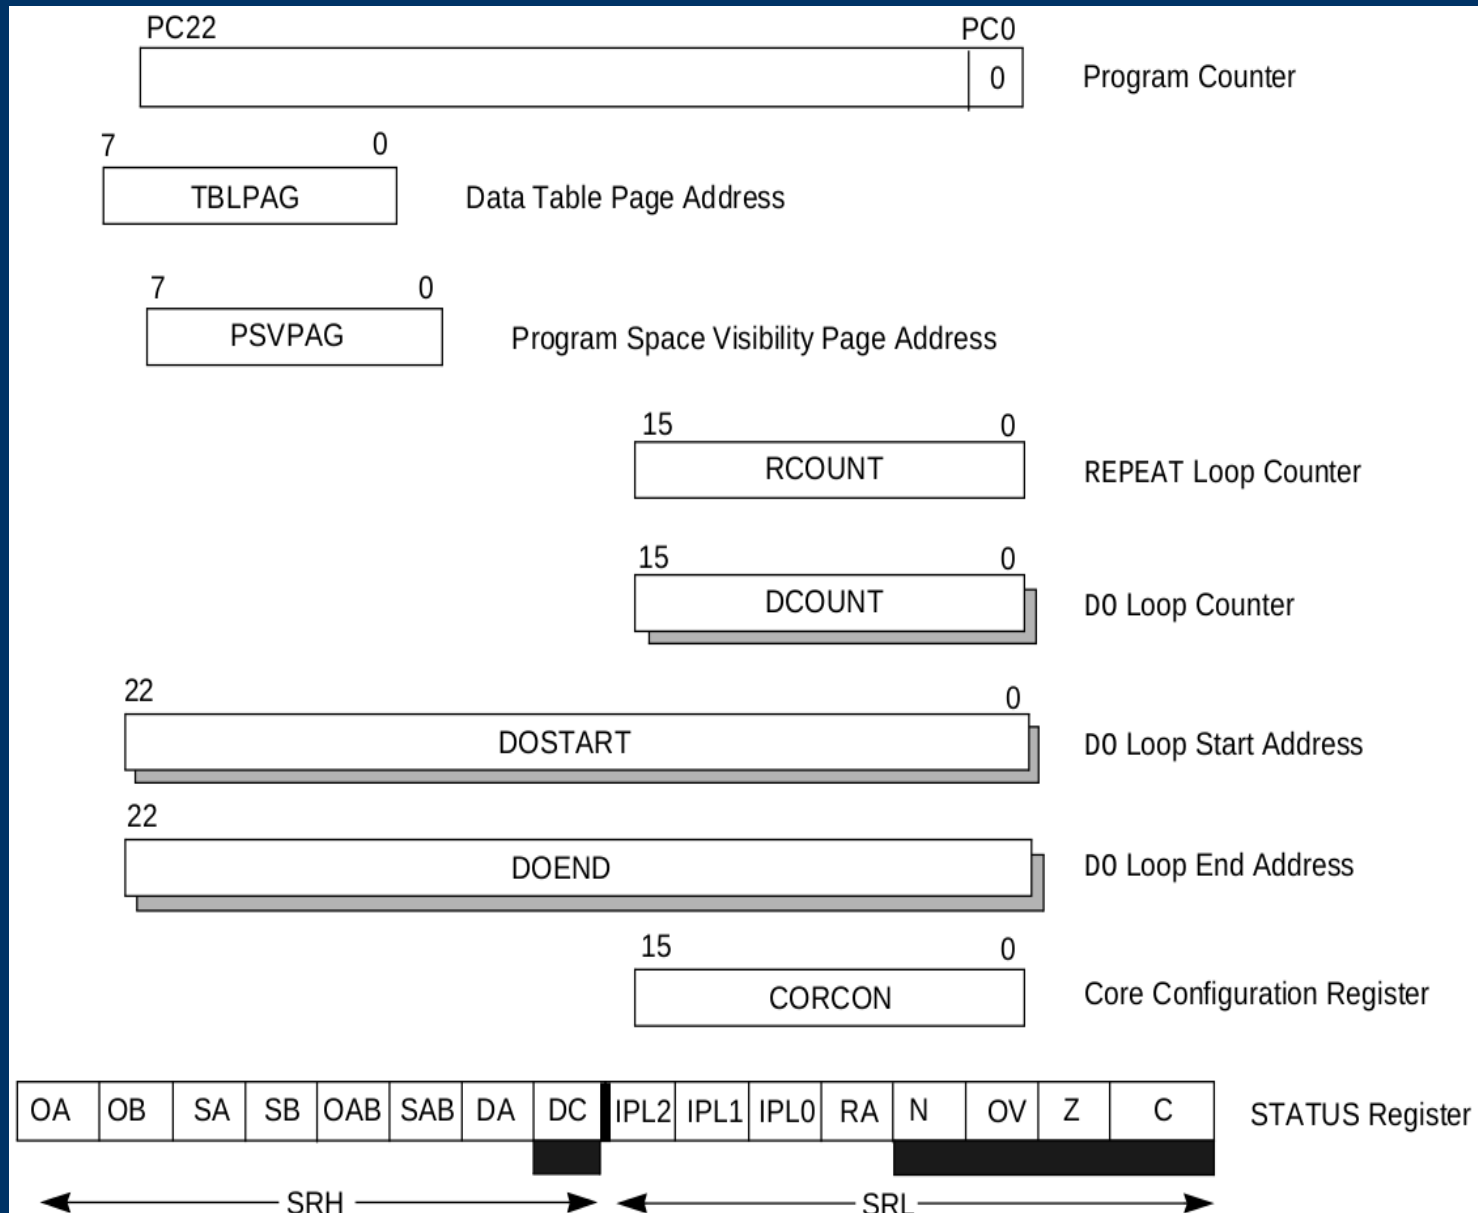 PC22 PC0
0 Program Counter
7 0
TBLPAG Data Table Page Address
7 0
PSVPAG Program Space Visibility Page Address
15 0
RCOUNT REPEAT Loop Counter
15 0
DCOUNT DO Loop Counter
22 0
DOSTART DO Loop Start Address
22
DOEND DO Loop End Address
15 0
CORCON Core Configuration Register
OA OB SA SB OAB SAB DA DC IPL2 IPL1 IPL0 RA N OV Z C STATUS Register
SRH SRL